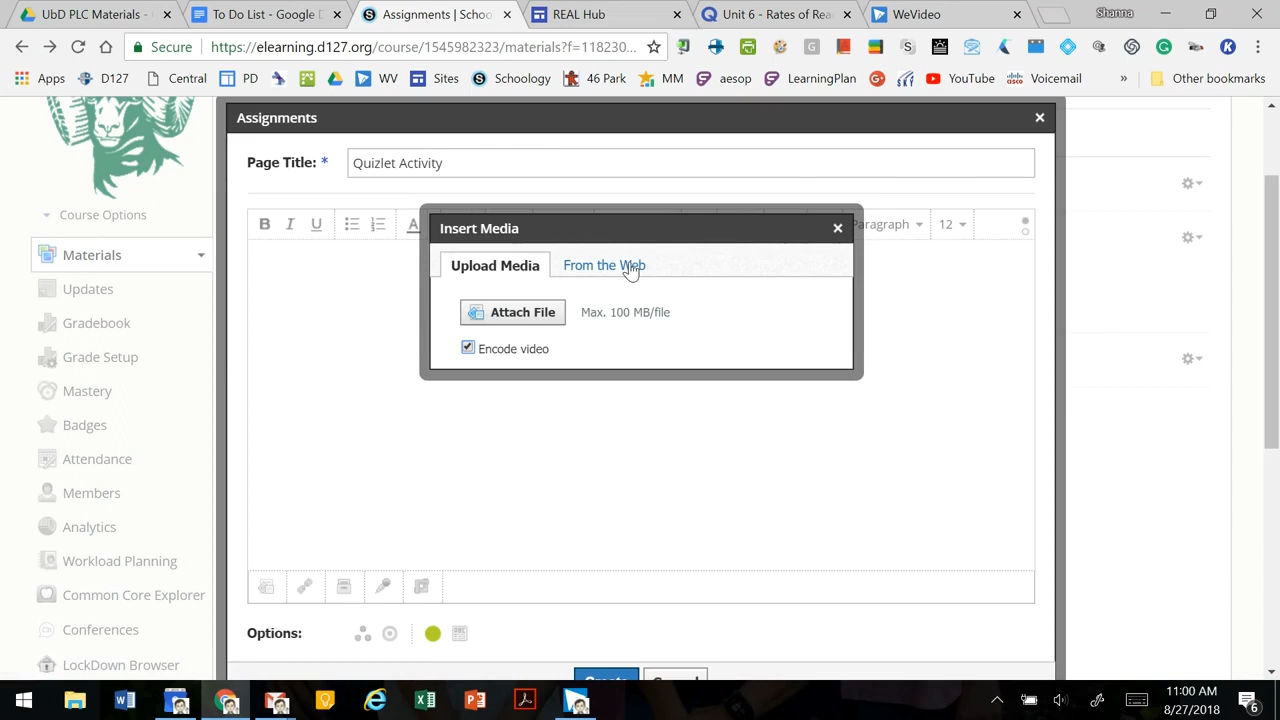 UbD PLC Materials -
To Do List - Google D
Assignments | Schoo
REAL Hub
Unit 6 - Rates of Rea
WeVideo
Shanna
Secure
https://elearning.d127.org/course/1545982323/materials?f=118230...
Apps
D127
Central
PD
WV
Sites
Schoology
46 Park
MM
aesop
LearningPlan
YouTube
Voicemail
»
Other bookmarks
Assignments
Page Title: *
Quizlet Activity
B I U
A
Paragraph
12
Insert Media
Upload Media
From the Web
Attach File
Max. 100 MB/file
Encode video
Course Options
Materials
Updates
Gradebook
Grade Setup
Mastery
Badges
Attendance
Members
Analytics
Workload Planning
Common Core Explorer
Conferences
LockDown Browser
Options:
11:00 AM
8/27/2018
6